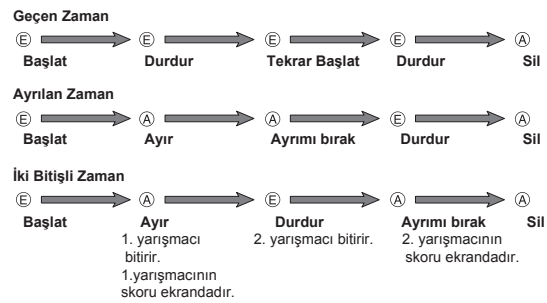 Geçen Zaman
Ⓔ Ⓔ Ⓔ Ⓔ Ⓐ
Başlat Durdur Tekrar Başlat Durdur Sil
Ayrılan Zaman
Ⓔ Ⓐ Ⓐ Ⓔ Ⓐ
Başlat Ayır Ayrımı bırak Durdur Sil
İki Bitişli Zaman
Ⓔ Ⓐ Ⓔ Ⓐ Ⓐ
Başlat Ayır Durdur Ayrımı bırak Sil
1. yarışmacı 2. yarışmacı bitirir. 2. yarışmacının
bitirir. skoru ekrandadır.
1.yarışmacının
skoru ekrandadır.